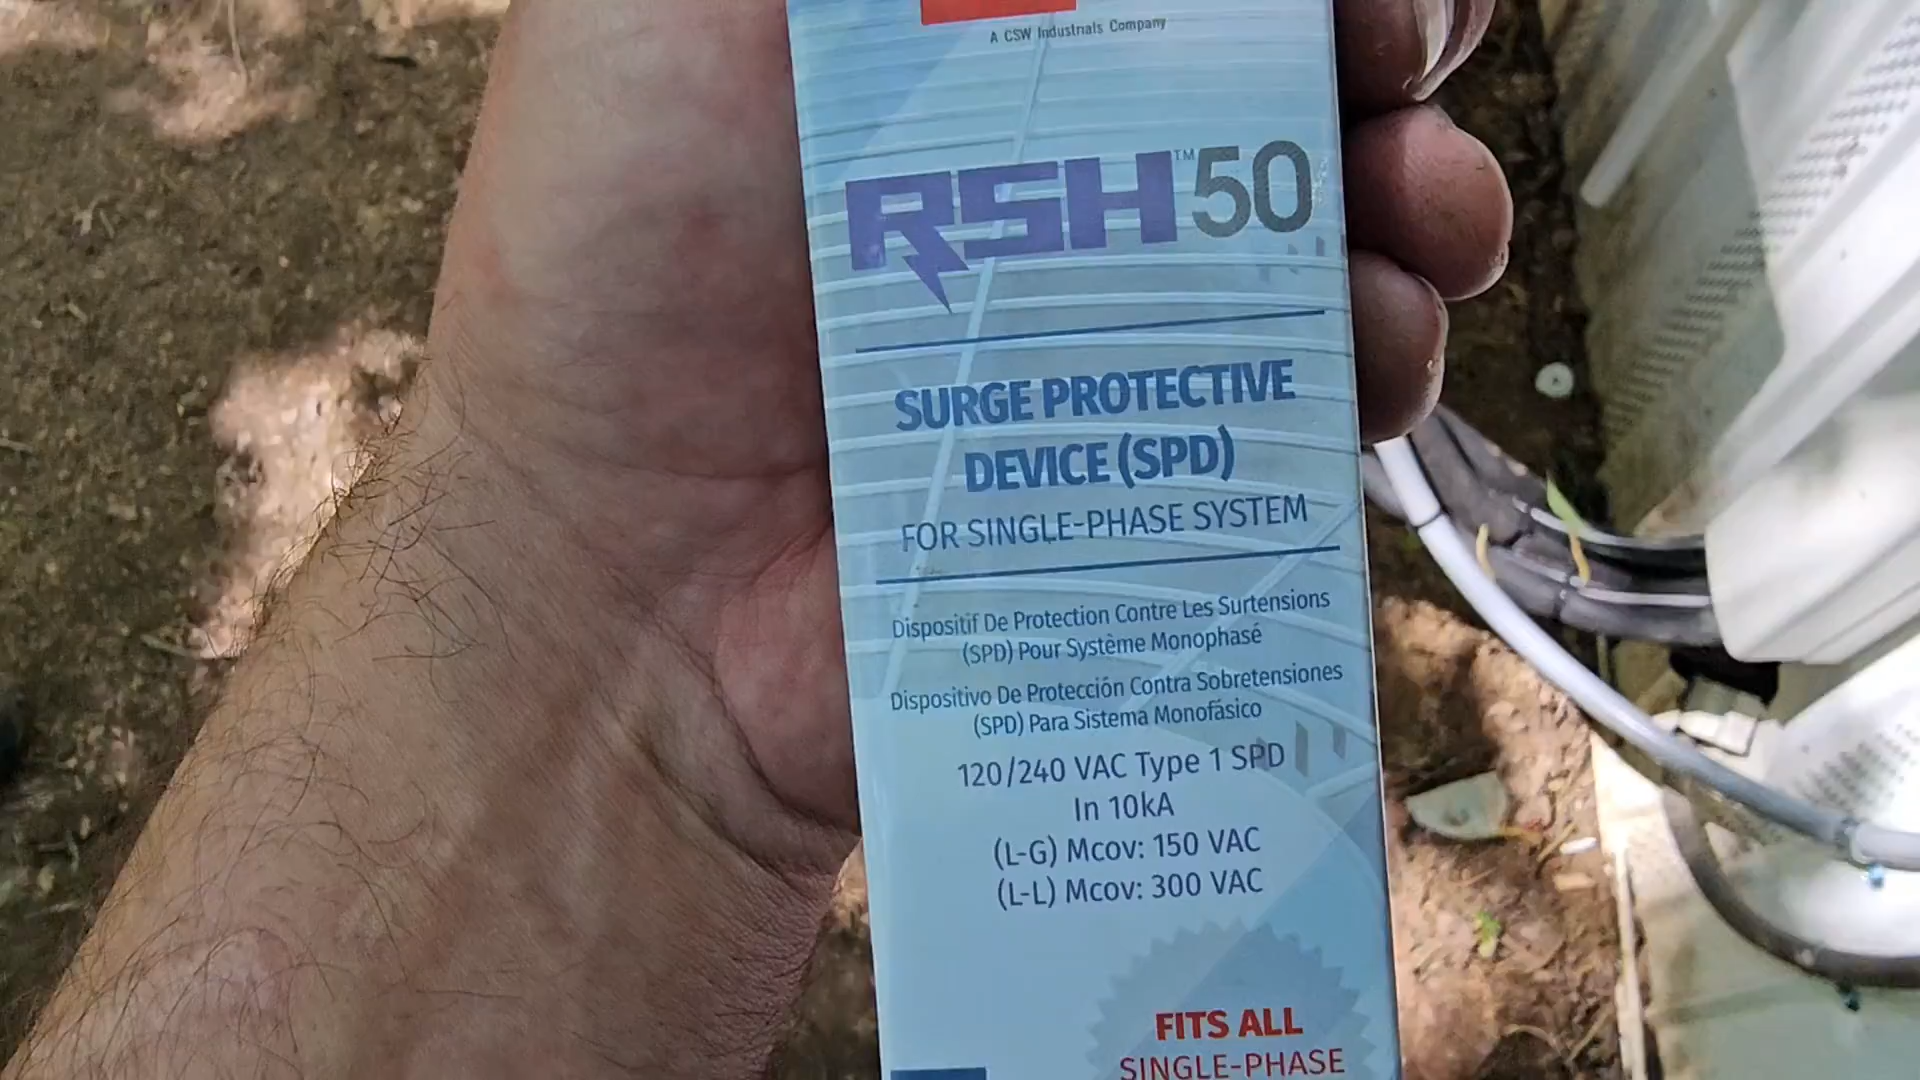 A CSW Industrials Company
RSH™50
SURGE PROTECTIVE
DEVICE (SPD)
FOR SINGLE-PHASE SYSTEM
Dispositif De Protection Contre Les Surtensions
(SPD) Pour Système Monophasé
Dispositivo De Protección Contra Sobretensiones
(SPD) Para Sistema Monofásico
120/240 VAC Type 1 SPD
In 10kA
(L-G) Mcov: 150 VAC
(L-L) Mcov: 300 VAC
FITS ALL
SINGLE-PHASE